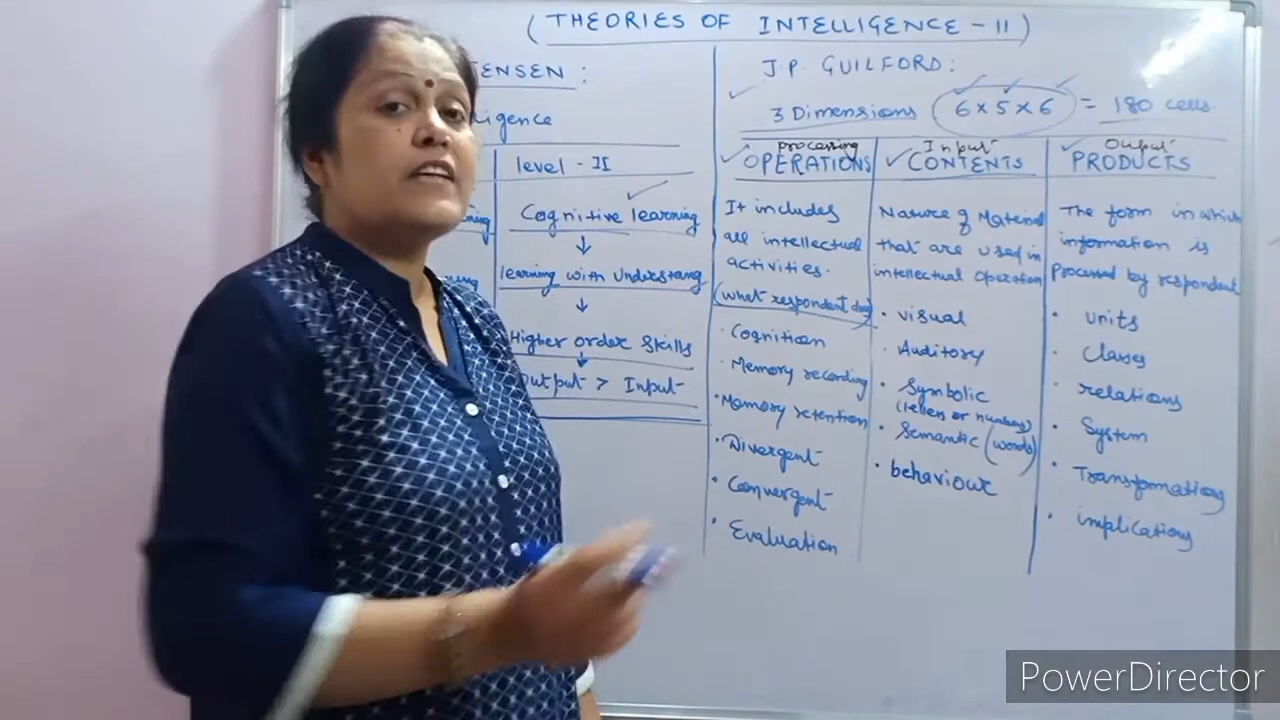 (THEORIES OF INTELLIGENCE - II)
ENSEN :
ligence
level - II
Cognitive learning
↓
learning with Understang
↓
Higher order skills
↓
Output > Input
J.P. GUILFORD:
3 Dimensions 6 x 5 x 6 = 180 cells.
processing
OPERATIONS
It includes
all intellectual
activities.
(what respondent does)
• Cognition
• Memory recording
• Memory retention
• Divergent
• Convergent
• Evaluation
Input
CONTENTS
Nature of Material
that are used in
intellectual operation
• visual
• Auditory
• Symbolic
(letters or numbers)
• Semantic (words)
• behaviour
Output
PRODUCTS
The form in which
information is
processed by respondent
• units
• Classes
• relations
• System
• Transformations
• implications
PowerDirector